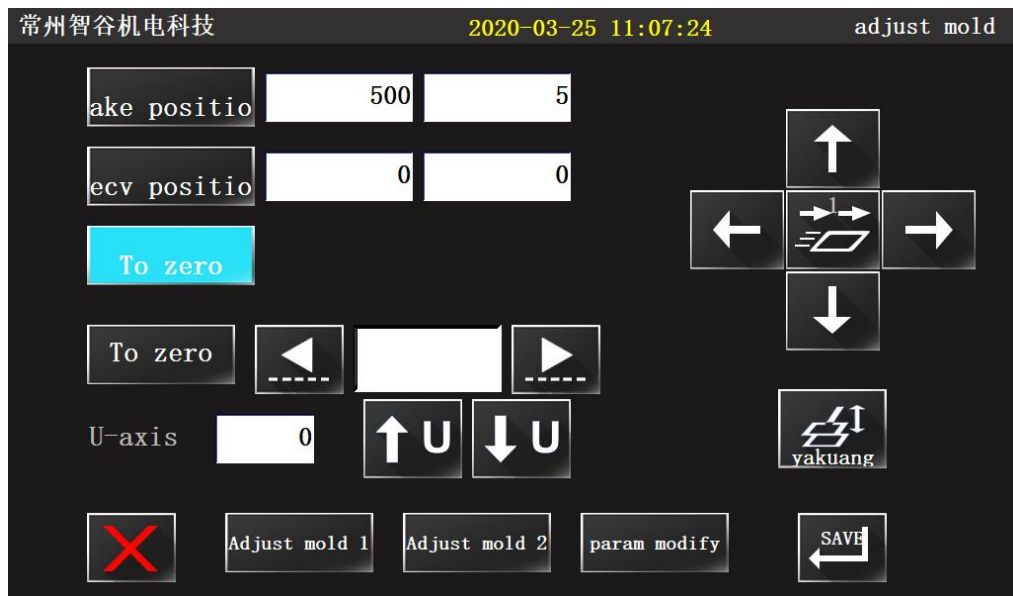 常州智谷机电科技 2020-03-25 11:07:24 adjust mold
ake positio 500 5
ecv positio 0 0
To zero
1
To zero
U-axis 0 U U
yakuang
Adjust mold 1 Adjust mold 2 param modify SAVE